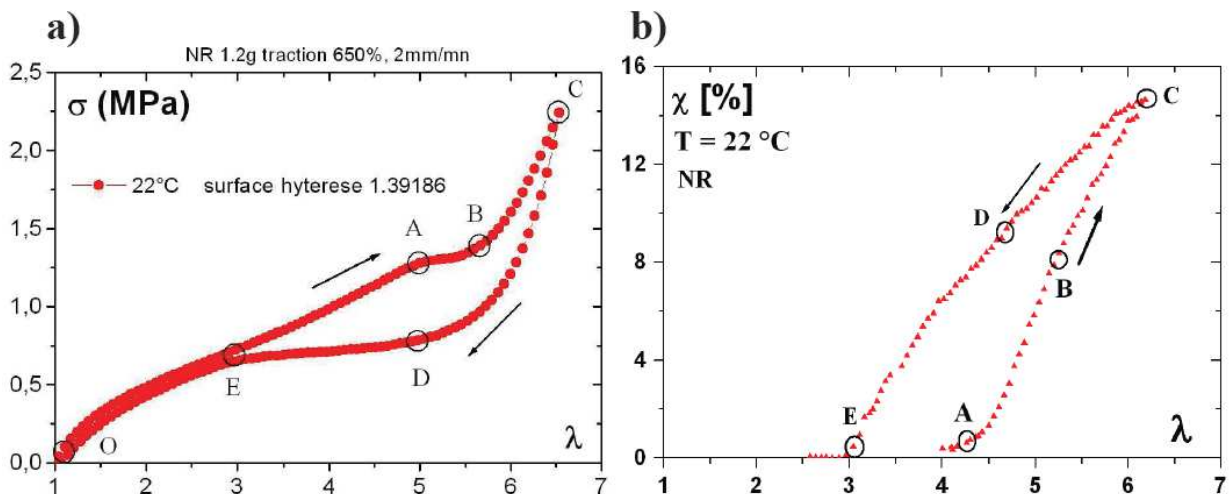 a)
NR 1.2g traction 650%, 2mm/mn
2,5
2,0
1,5
1,0
0,5
0,0
σ (MPa)
22°C surface hyterese 1.39186
C
A
B
E
D
O
λ
1 2 3 4 5 6 7
b)
16
12
8
4
0
χ [%]
T = 22 °C
NR
C
D
B
E
A
λ
1 2 3 4 5 6 7